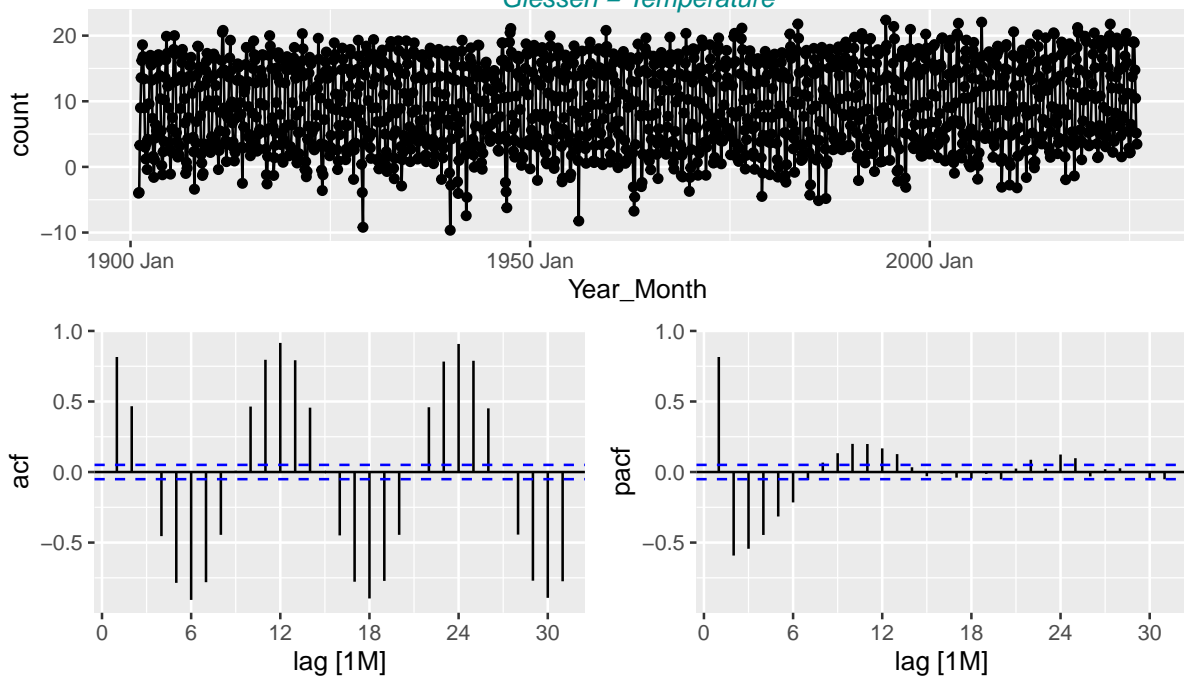 Giessen – Temperature
20
10
0
−10
count
1900 Jan 1950 Jan 2000 Jan
Year_Month
1.0
0.5
0.0
−0.5
acf
0 6 12 18 24 30
lag [1M]
1.0
0.5
0.0
−0.5
pacf
0 6 12 18 24 30
lag [1M]